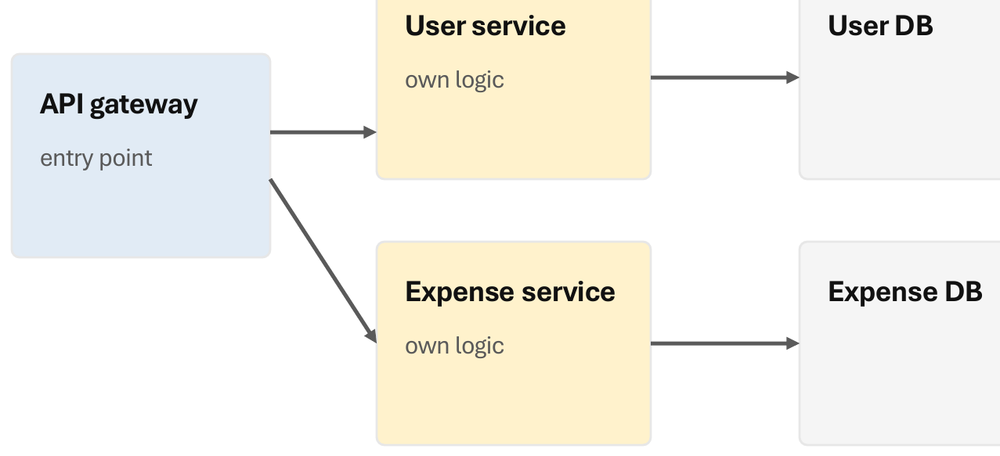 User service
own logic
User DB
API gateway
entry point
Expense service
own logic
Expense DB